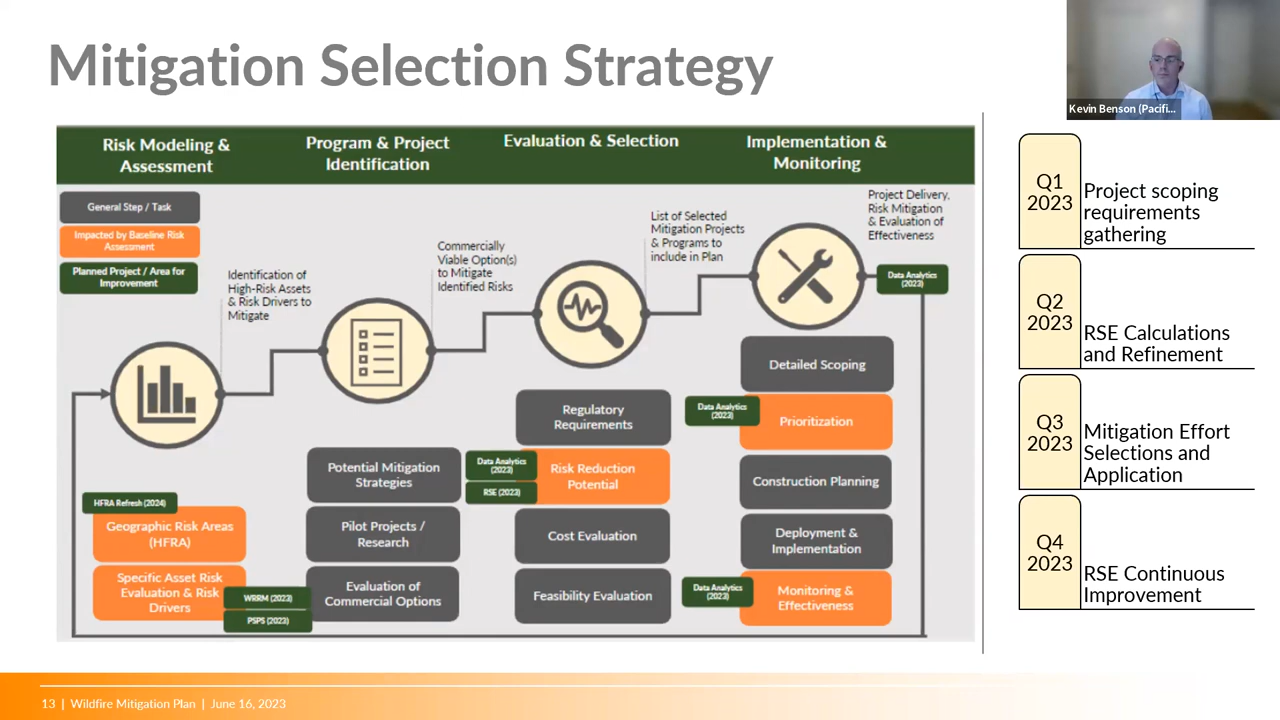 Mitigation Selection Strategy
Kevin Benson (Pacifi...
Risk Modeling &
Assessment
Program & Project
Identification
Evaluation & Selection
Implementation &
Monitoring
General Step / Task
Impacted by Baseline Risk
Assessment
Planned Project / Area for
Improvement
Identification of
High-Risk Assets
& Risk Drivers to
Mitigate
Commercially
Viable Option(s)
to Mitigate
Identified Risks
List of Selected
Mitigation Projects
& Programs to
include in Plan
Project Delivery,
Risk Mitigation
& Evaluation of
Effectiveness
Data Analytics
(2023)
HFRA Refresh (2024)
Geographic Risk Areas
(HFRA)
Specific Asset Risk
Evaluation & Risk
Drivers
WRRM (2023)
PSPS (2023)
Potential Mitigation
Strategies
Pilot Projects /
Research
Evaluation of
Commercial Options
Regulatory
Requirements
Data Analytics
(2023)
RSE (2023)
Risk Reduction
Potential
Cost Evaluation
Feasibility Evaluation
Detailed Scoping
Data Analytics
(2023)
Prioritization
Construction Planning
Deployment &
Implementation
Data Analytics
(2023)
Monitoring &
Effectiveness
Q1
2023
Project scoping
requirements
gathering
Q2
2023
RSE Calculations
and Refinement
Q3
2023
Mitigation Effort
Selections and
Application
Q4
2023
RSE Continuous
Improvement
13 | Wildfire Mitigation Plan | June 16, 2023